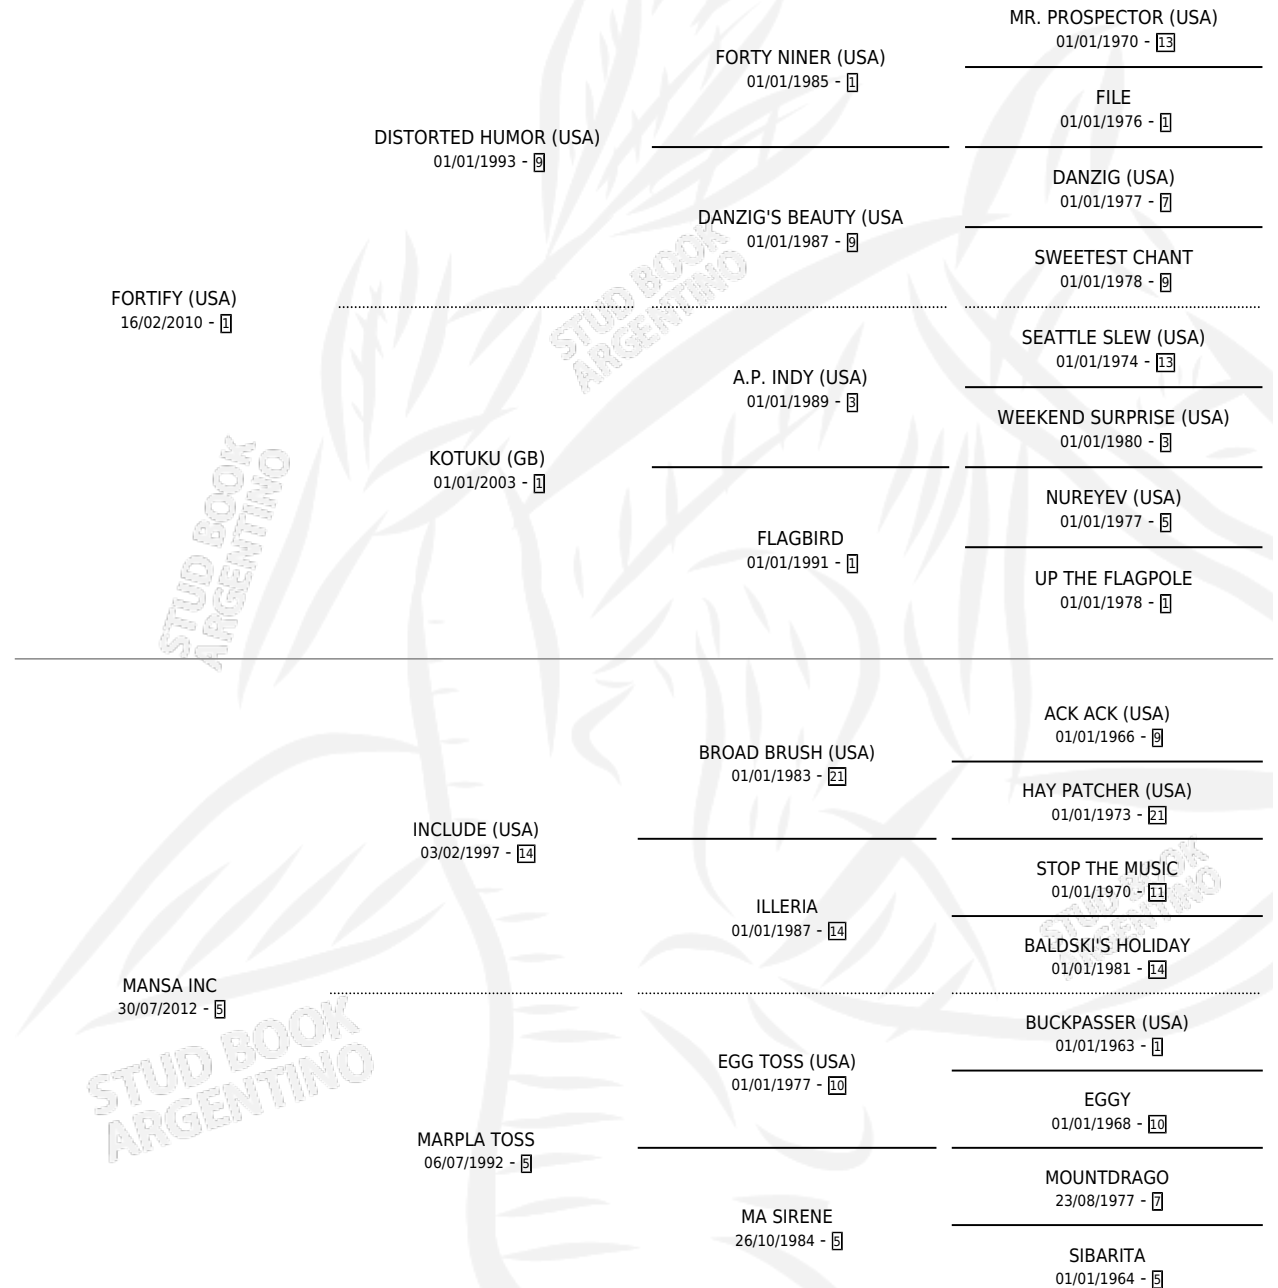 MR. PROSPECTOR (USA)
01/01/1970 - 13
FORTY NINER (USA)
01/01/1985 - 1
FILE
01/01/1976 - 1
DISTORTED HUMOR (USA)
01/01/1993 - 9
DANZIG (USA)
01/01/1977 - 7
DANZIG'S BEAUTY (USA
01/01/1987 - 9
SWEETEST CHANT
01/01/1978 - 9
FORTIFY (USA)
16/02/2010 - 1
SEATTLE SLEW (USA)
01/01/1974 - 13
A.P. INDY (USA)
01/01/1989 - 3
WEEKEND SURPRISE (USA)
01/01/1980 - 3
KOTUKU (GB)
01/01/2003 - 1
NUREYEV (USA)
01/01/1977 - 5
FLAGBIRD
01/01/1991 - 1
UP THE FLAGPOLE
01/01/1978 - 1
ACK ACK (USA)
01/01/1966 - 9
BROAD BRUSH (USA)
01/01/1983 - 21
HAY PATCHER (USA)
01/01/1973 - 21
INCLUDE (USA)
03/02/1997 - 14
STOP THE MUSIC
01/01/1970 - 11
ILLERIA
01/01/1987 - 14
BALDSKI'S HOLIDAY
01/01/1981 - 14
MANSA INC
30/07/2012 - 5
BUCKPASSER (USA)
01/01/1963 - 1
EGG TOSS (USA)
01/01/1977 - 10
EGGY
01/01/1968 - 10
MARPLA TOSS
06/07/1992 - 5
MOUNTDRAGO
23/08/1977 - 7
MA SIRENE
26/10/1984 - 5
SIBARITA
01/01/1964 - 5
STUD BOOK
ARGENTINO
STUD BOOK
ARGENTINO
STUD BOOK
ARGENTINO
STUD BOOK
ARGENTINO